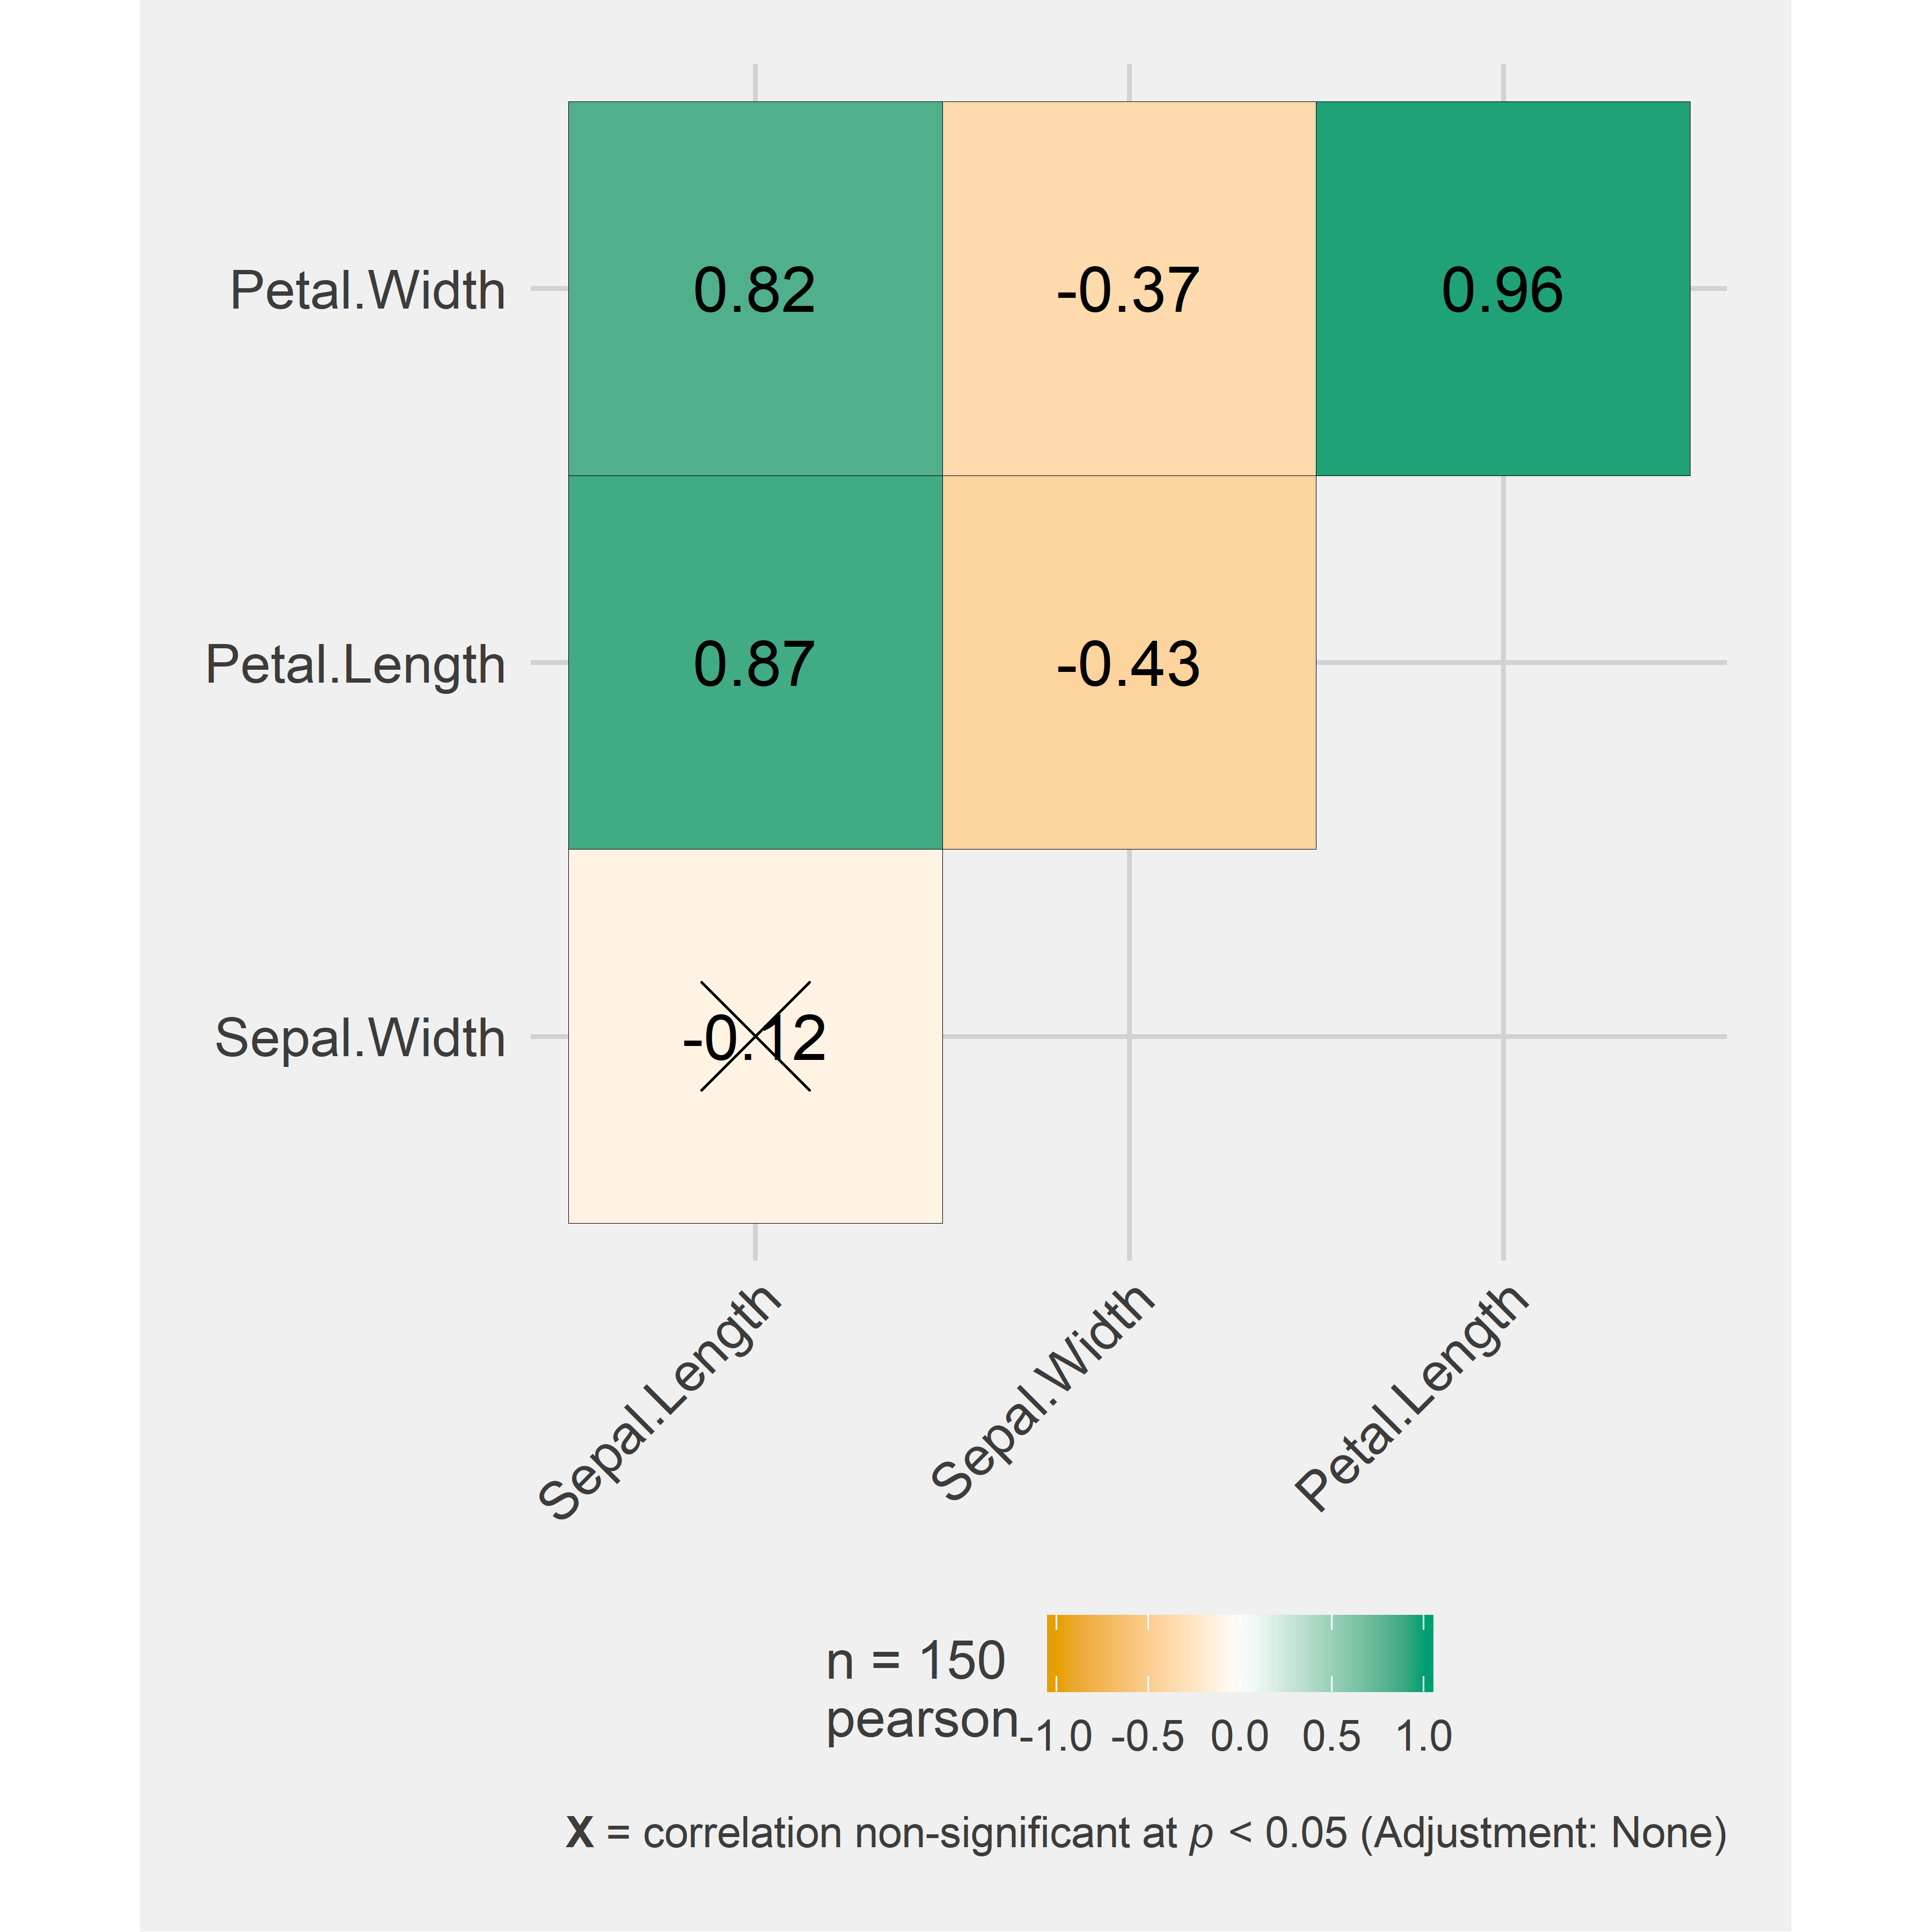 Petal.Width
0.82
-0.37
0.96
Petal.Length
0.87
-0.43
Sepal.Width
-0.12
Sepal.Length
Sepal.Width
Petal.Length
n = 150
pearson
-1.0 -0.5 0.0 0.5 1.0
X = correlation non-significant at p < 0.05 (Adjustment: None)